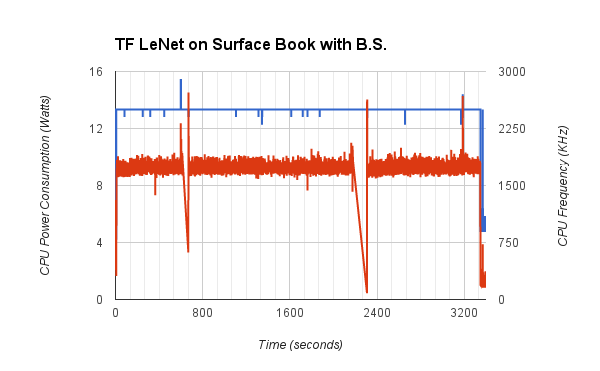 TF LeNet on Surface Book with B.S.
16 3000
12 2250
8 1500
4 750
0 0
CPU Power Consumption (Watts)
CPU Frequency (KHz)
0 800 1600 2400 3200
Time (seconds)